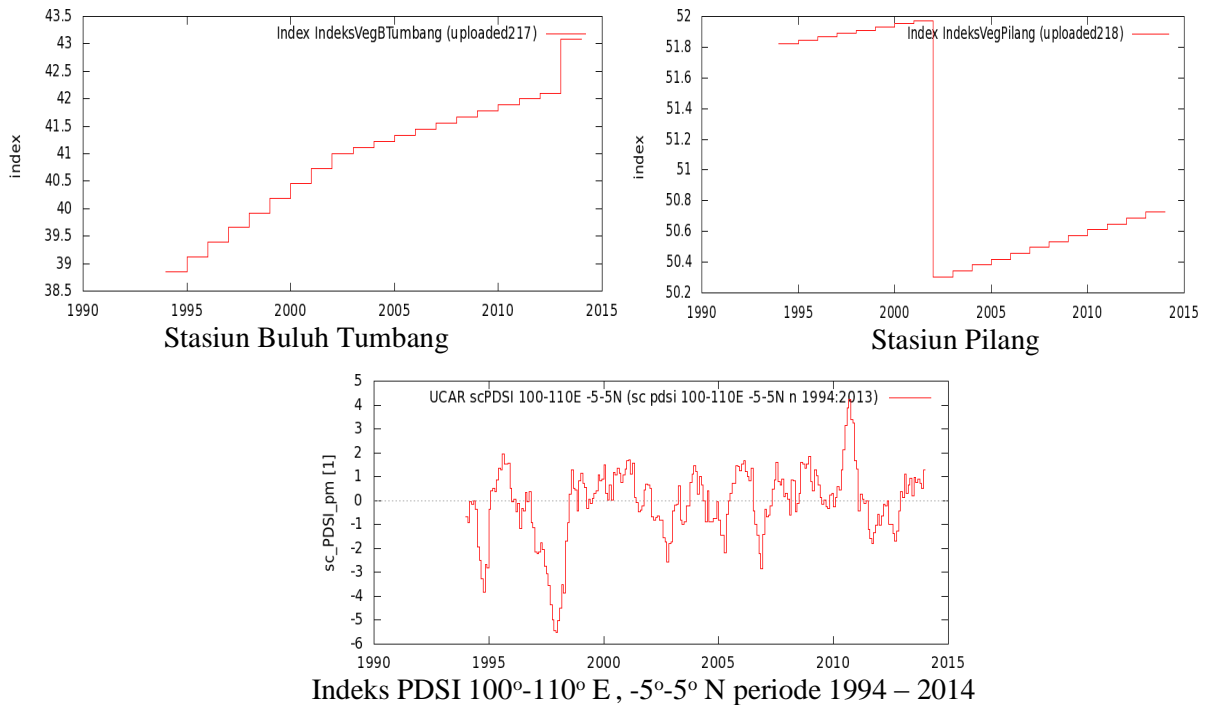 43.5
43
42.5
42
41.5
41
40.5
40
39.5
39
38.5
index
Index IndeksVegBTumbang (uploaded217)
1990 1995 2000 2005 2010 2015
Stasiun Buluh Tumbang
52
51.8
51.6
51.4
51.2
51
50.8
50.6
50.4
50.2
index
Index IndeksVegPilang (uploaded218)
1990 1995 2000 2005 2010 2015
Stasiun Pilang
5
4
3
2
1
0
-1
-2
-3
-4
-5
-6
sc_PDSI_pm [1]
UCAR scPDSI 100-110E -5-5N (sc pdsi 100-110E -5-5N n 1994:2013)
1990 1995 2000 2005 2010 2015
Indeks PDSI 100°-110° E , -5°-5° N periode 1994 – 2014